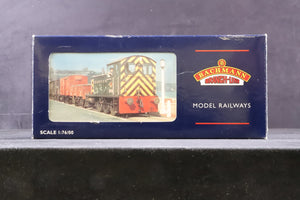 BACHMANN
BRANCH-LINE
MODEL RAILWAYS
SCALE 1:76/00